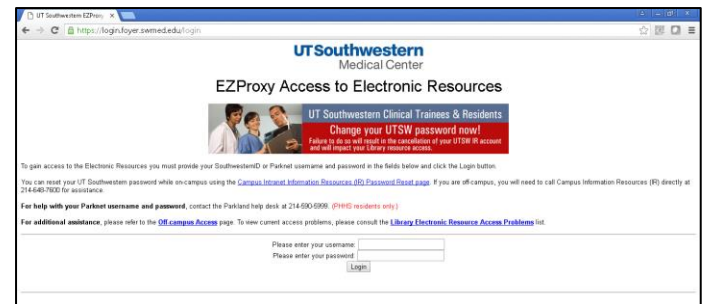 UT Southwestern EZProxy
https://login.foyer.swmed.edu/login
UTSouthwestern
Medical Center
EZProxy Access to Electronic Resources
UT Southwestern Clinical Trainees & Residents
Change your UTSW password now!
Failure to do so will result in the cancellation of your UTSW IR account
and will impact your Library resource access.
To gain access to the Electronic Resources you must provide your SouthwesternID or Parknet username and password in the fields below and click the Login button.
You can reset your UT Southwestern password while on-campus using the Campus Intranet Information Resources (IR) Password Reset page. If you are off-campus, you will need to call Campus Information Resources (IR) directly at
214-648-7600 for assistance.
For help with your Parknet username and password, contact the Parkland help desk at 214-590-5999. (PHHS residents only)
For additional assistance, please refer to the Off-campus Access page. To view current access problems, please consult the Library Electronic Resource Access Problems list.
Please enter your username:
Please enter your password:
Login